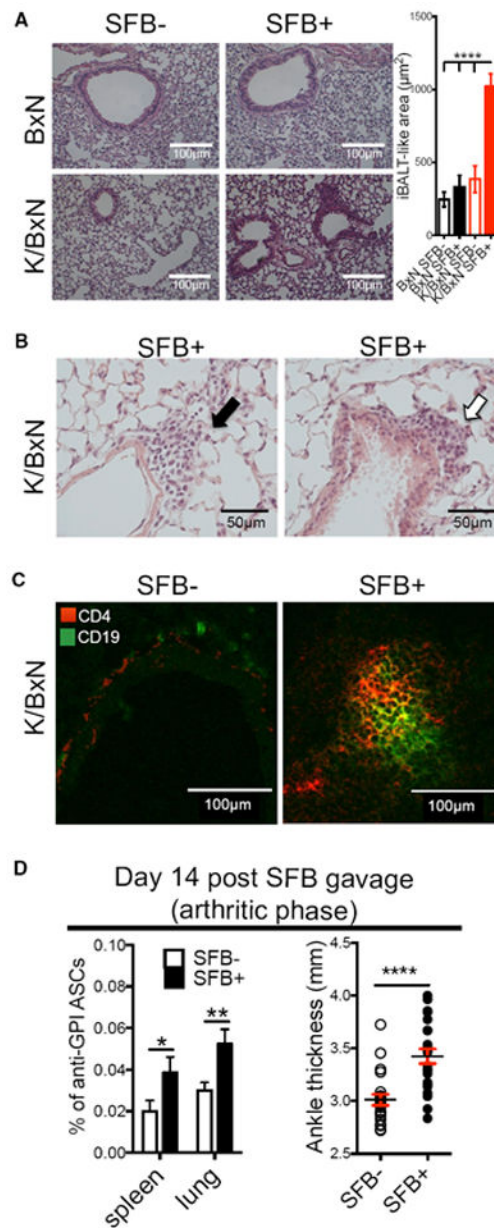 A
SFB- SFB+
BxN
100µm 100µm
K/BxN
100µm 100µm
iBALT-like area (µm²)
1500
1000
500
0
****
BxN SFB-
BxN SFB+
K/BxN SFB-
K/BxN SFB+
B
SFB+ SFB+
K/BxN
50µm 50µm
C
SFB- SFB+
CD4
CD19
K/BxN
100µm 100µm
D
Day 14 post SFB gavage
(arthritic phase)
% of anti-GPI ASCs
0.10
0.08
0.06
0.04
0.02
0.00
SFB-
SFB+
* **
spleen lung
Ankle thickness (mm)
4.5
4.0
3.5
3.0
2.5
****
SFB- SFB+